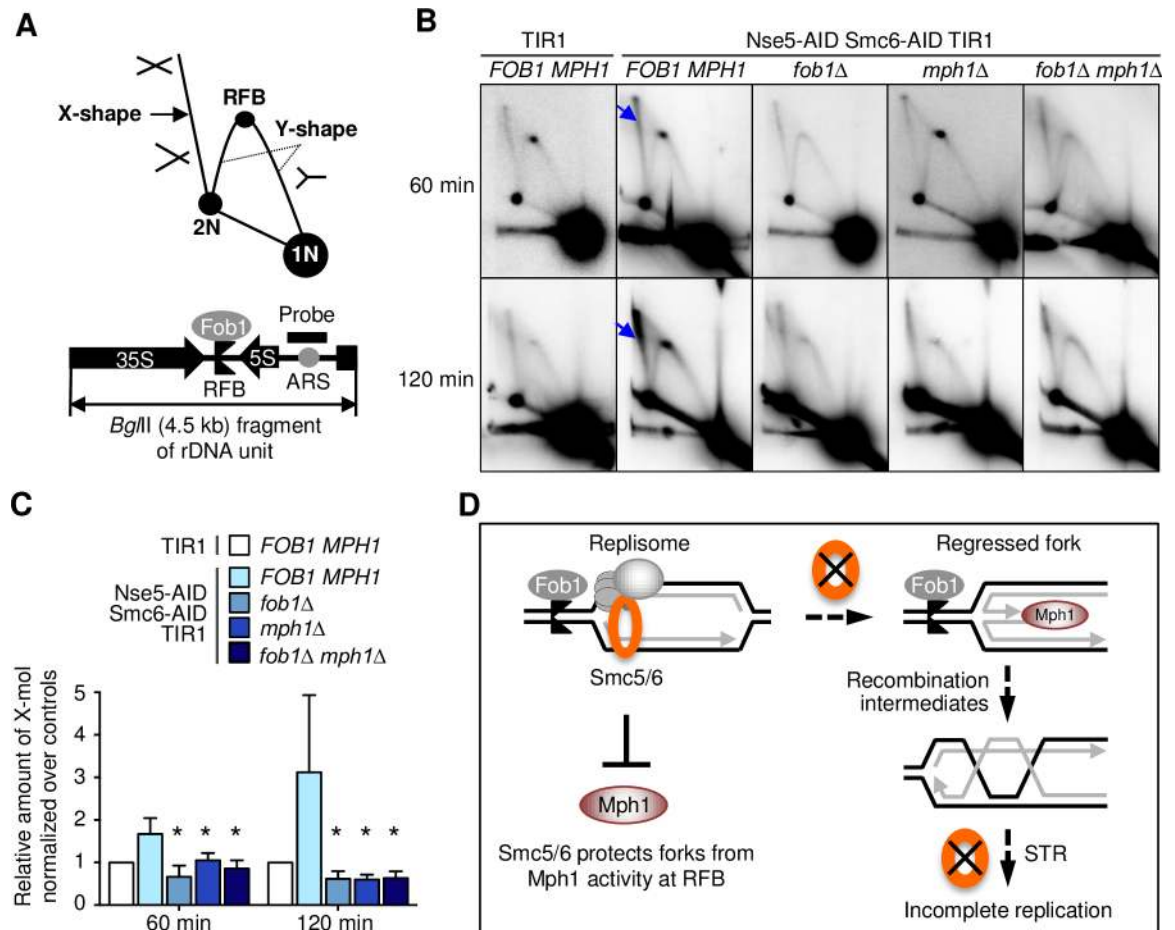 A
X-shape
RFB
Y-shape
2N
1N
Fob1
Probe
35S
5S
RFB
ARS
BglII (4.5 kb) fragment
of rDNA unit
B
TIR1
Nse5-AID Smc6-AID TIR1
FOB1 MPH1
FOB1 MPH1
fob1Δ
mph1Δ
fob1Δ mph1Δ
60 min
120 min
C
TIR1
FOB1 MPH1
Nse5-AID
Smc6-AID
TIR1
FOB1 MPH1
fob1Δ
mph1Δ
fob1Δ mph1Δ
Relative amount of X-mol
normalized over controls
5
4
3
2
1
0
* * *
* * *
60 min
120 min
D
Replisome
Fob1
Smc5/6
Mph1
Smc5/6 protects forks from
Mph1 activity at RFB
Regressed fork
Fob1
Mph1
Recombination
intermediates
STR
Incomplete replication